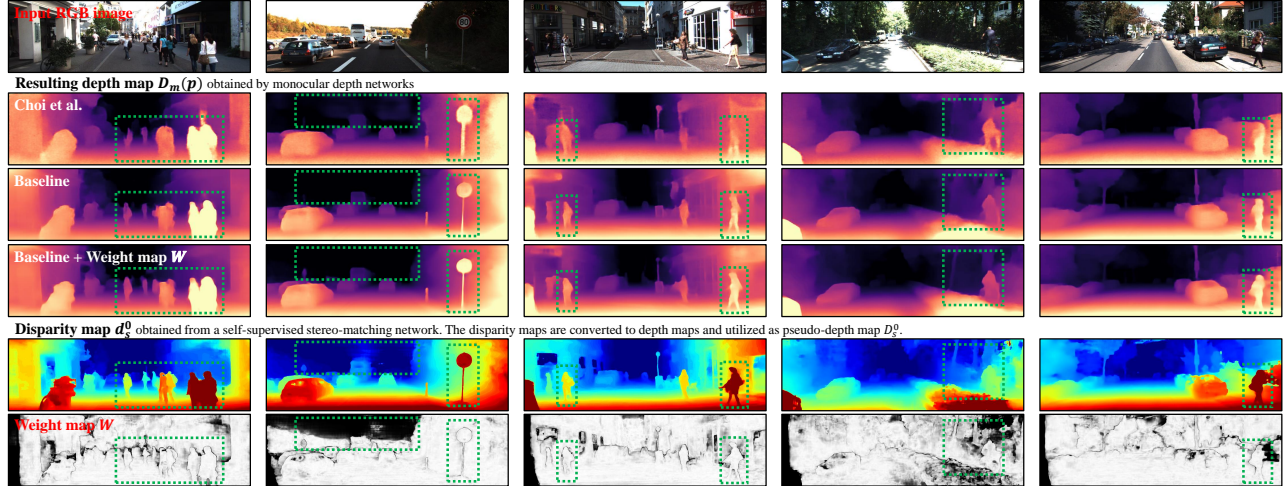 Input RGB image
Resulting depth map D_m(p) obtained by monocular depth networks
Choi et al.
Baseline
Baseline + Weight map W
Disparity map d_s^0 obtained from a self-supervised stereo-matching network. The disparity maps are converted to depth maps and utilized as pseudo-depth map D_s^0.
Weight map W